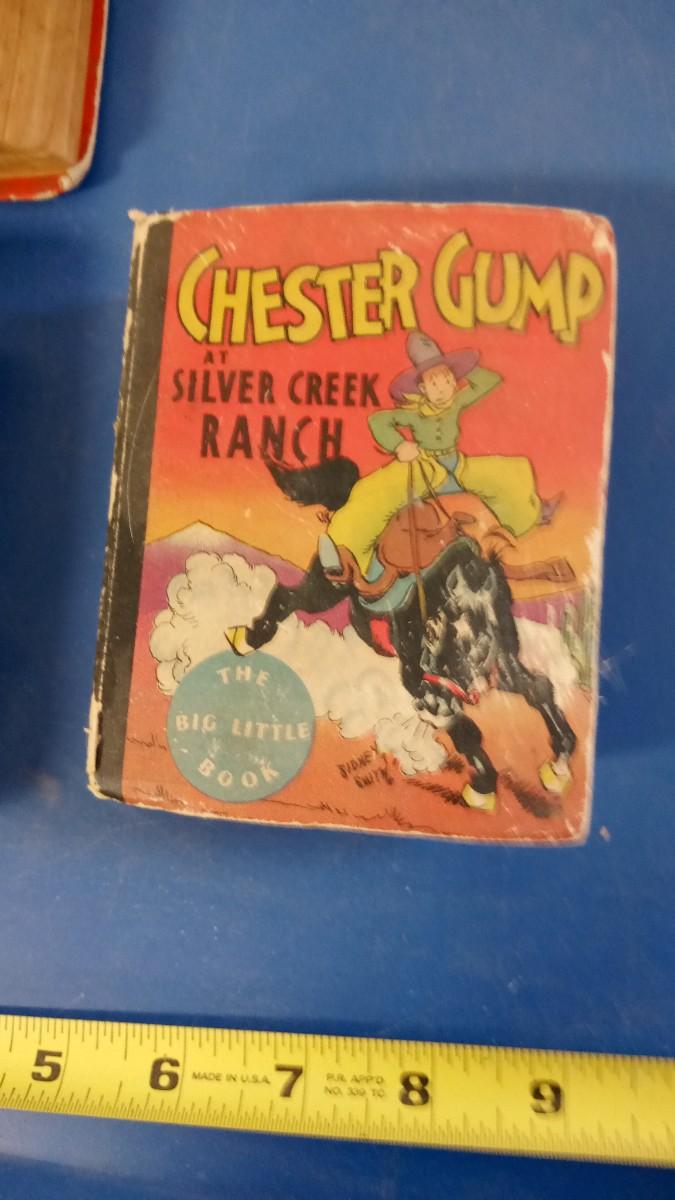 CHESTER GUMP
AT
SILVER CREEK
RANCH
THE
BIG LITTLE
BOOK
SIDNEY
SMITH
5 6 MADE IN U.S.A. 7 P.R. APP'D. 8 9
NO. 339 TO